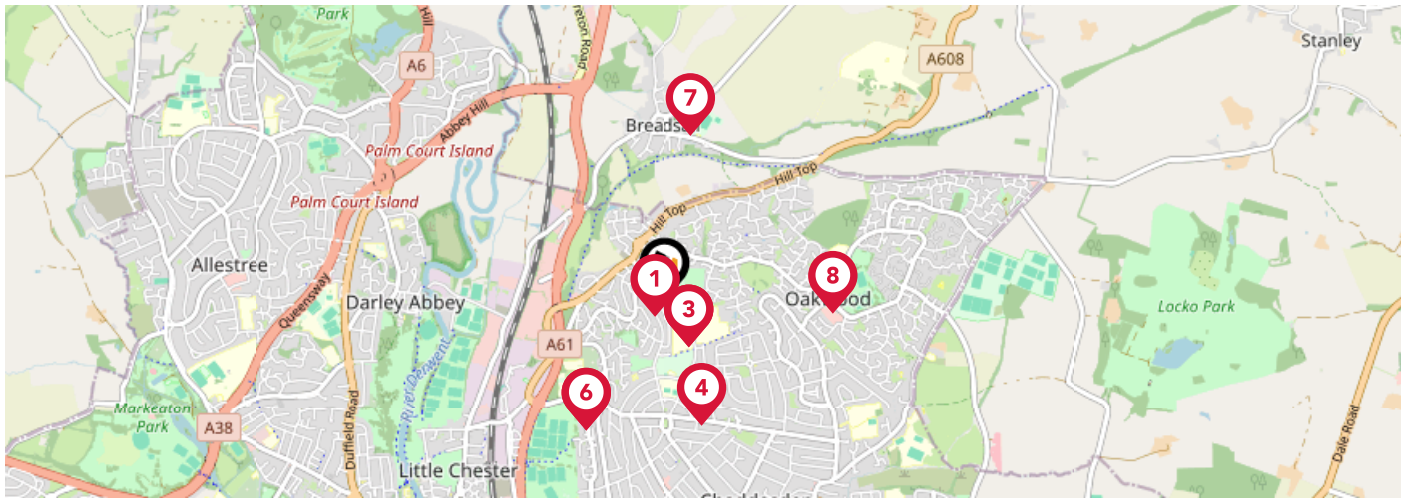 Park
Hill
A6
Abbey Hill
Palm Court Island
Palm Court Island
Allestree
Queensway
Darley Abbey
Duffield Road
River Derwent
Markeaton
Park
A38
Little Chester
A61
A608
7
Hill Top
Hill Top
1
3
8
6
4
Stanley
Locko Park
Dale Road